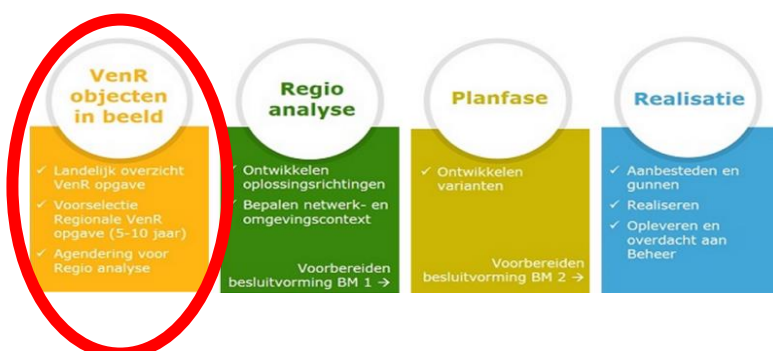 VenR
objecten
in beeld
✓ Landelijk overzicht
VenR opgave
✓ Voorselectie
Regionale VenR
opgave (5-10 jaar)
✓ Agendering voor
Regio analyse
Regio
analyse
✓ Ontwikkelen
oplossingsrichtingen
✓ Bepalen netwerk- en
omgevingscontext
Voorbereiden
besluitvorming BM 1 →
Planfase
✓ Ontwikkelen
varianten
Voorbereiden
besluitvorming BM 2 →
Realisatie
✓ Aanbesteden en
gunnen
✓ Realiseren
✓ Opleveren en
overdacht aan
Beheer